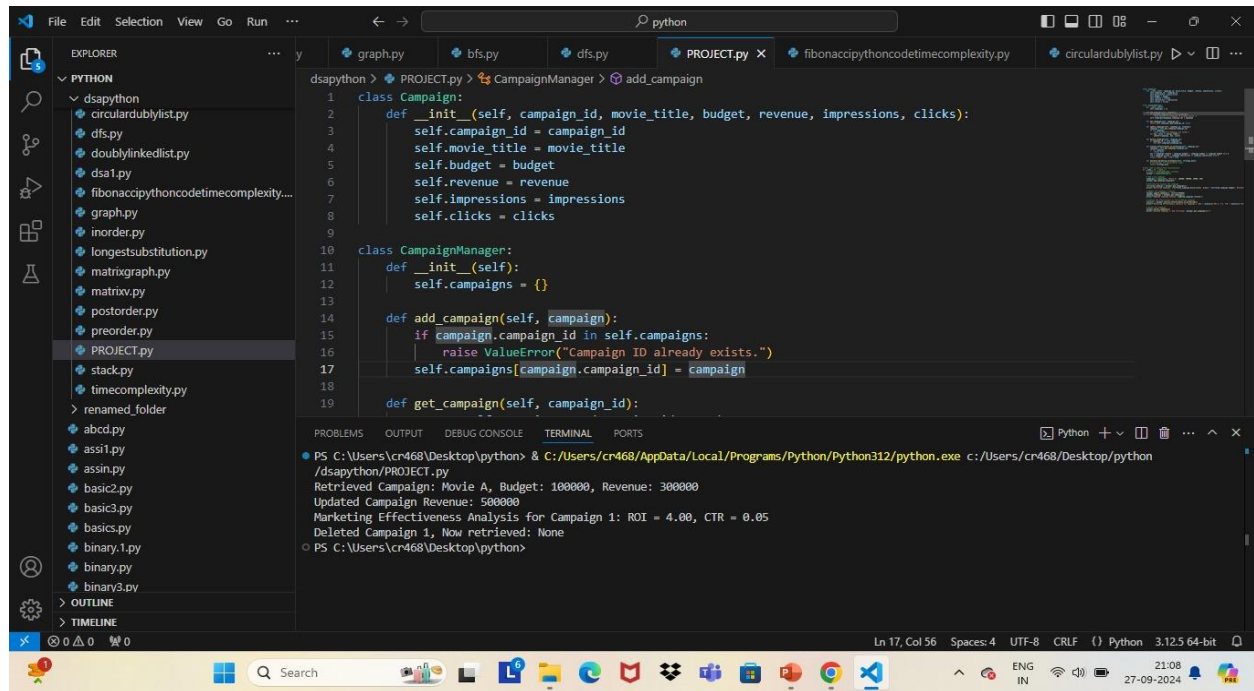 File Edit Selection View Go Run ···
python
EXPLORER ···
PYTHON
dsapython
circulardublylist.py
dfs.py
doublylinkedlist.py
dsa1.py
fibonaccipythoncodetimecomplexity....
graph.py
inorder.py
longestsubstitution.py
matrixgraph.py
matrixv.py
postorder.py
preorder.py
PROJECT.py
stack.py
timecomplexity.py
renamed_folder
abcd.py
assi1.py
assin.py
basic2.py
basic3.py
basics.py
binary.1.py
binary.py
binary3.py
OUTLINE
TIMELINE
5
y graph.py bfs.py dfs.py PROJECT.py fibonaccipythoncodetimecomplexity.py circulardublylist.py ···
dsapython > PROJECT.py > CampaignManager > add_campaign
1 class Campaign:
2 def __init__(self, campaign_id, movie_title, budget, revenue, impressions, clicks):
3 self.campaign_id = campaign_id
4 self.movie_title = movie_title
5 self.budget = budget
6 self.revenue = revenue
7 self.impressions = impressions
8 self.clicks = clicks
9
10 class CampaignManager:
11 def __init__(self):
12 self.campaigns = {}
13
14 def add_campaign(self, campaign):
15 if campaign.campaign_id in self.campaigns:
16 raise ValueError("Campaign ID already exists.")
17 self.campaigns[campaign.campaign_id] = campaign
18
19 def get_campaign(self, campaign_id):
PROBLEMS OUTPUT DEBUG CONSOLE TERMINAL PORTS Python ···
PS C:\Users\cr468\Desktop\python> & C:/Users/cr468/AppData/Local/Programs/Python/Python312/python.exe c:/Users/cr468/Desktop/python
/dsapython/PROJECT.py
Retrieved Campaign: Movie A, Budget: 100000, Revenue: 300000
Updated Campaign Revenue: 500000
Marketing Effectiveness Analysis for Campaign 1: ROI = 4.00, CTR = 0.05
Deleted Campaign 1, Now retrieved: None
PS C:\Users\cr468\Desktop\python>
0 0 0 Ln 17, Col 56 Spaces: 4 UTF-8 CRLF {} Python 3.12.5 64-bit
1 Search L 6 ENG 21:08
IN 27-09-2024 PRE